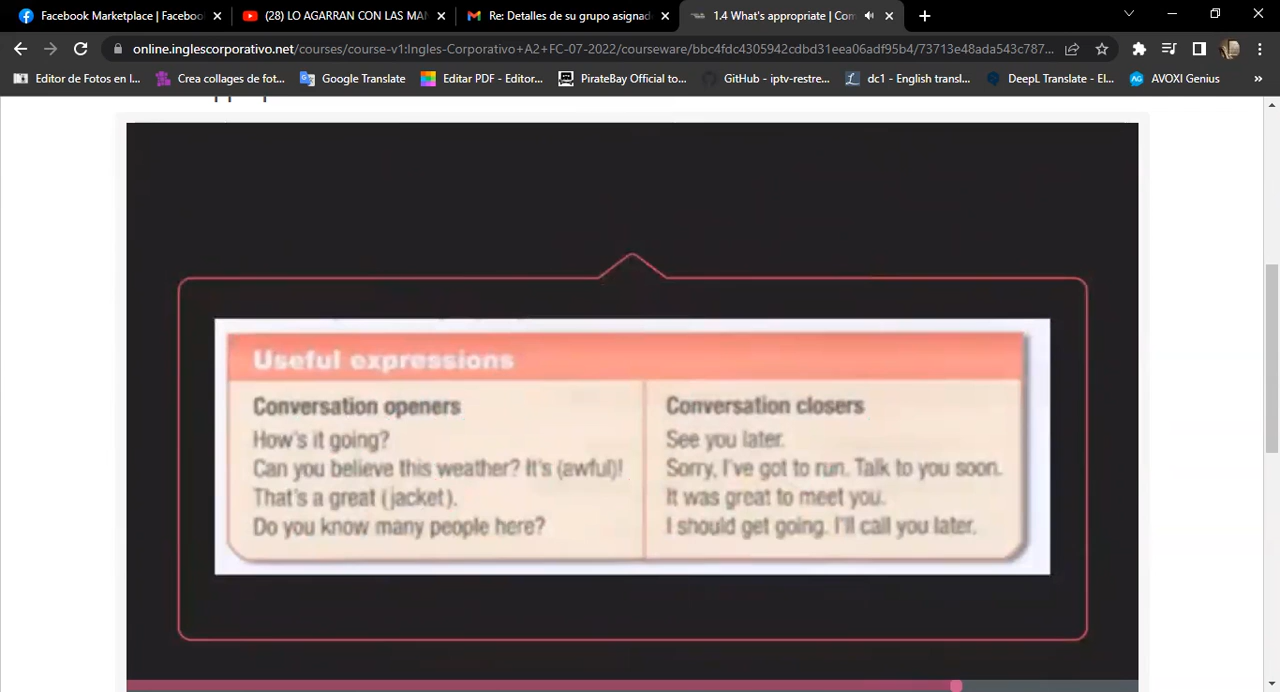 Facebook Marketplace | Facebo
(28) LO AGARRAN CON LAS MAN
Re: Detalles de su grupo asignad
1.4 What's appropriate | Con
online.inglescorporativo.net/courses/course-v1:Ingles-Corporativo+A2+FC-07-2022/courseware/bbc4fdc4305942cdbd31eea06adf95b4/73713e48ada543c787...
Editor de Fotos en l...
Crea collages de fot...
Google Translate
Editar PDF - Editor...
PirateBay Official to...
GitHub - iptv-restre...
dc1 - English transl...
DeepL Translate - El...
AVOXI Genius
»
Useful expressions
Conversation openers
How's it going?
Can you believe this weather? It's (awful)!
That's a great (jacket).
Do you know many people here?
Conversation closers
See you later.
Sorry, I've got to run. Talk to you soon.
It was great to meet you.
I should get going. I'll call you later.